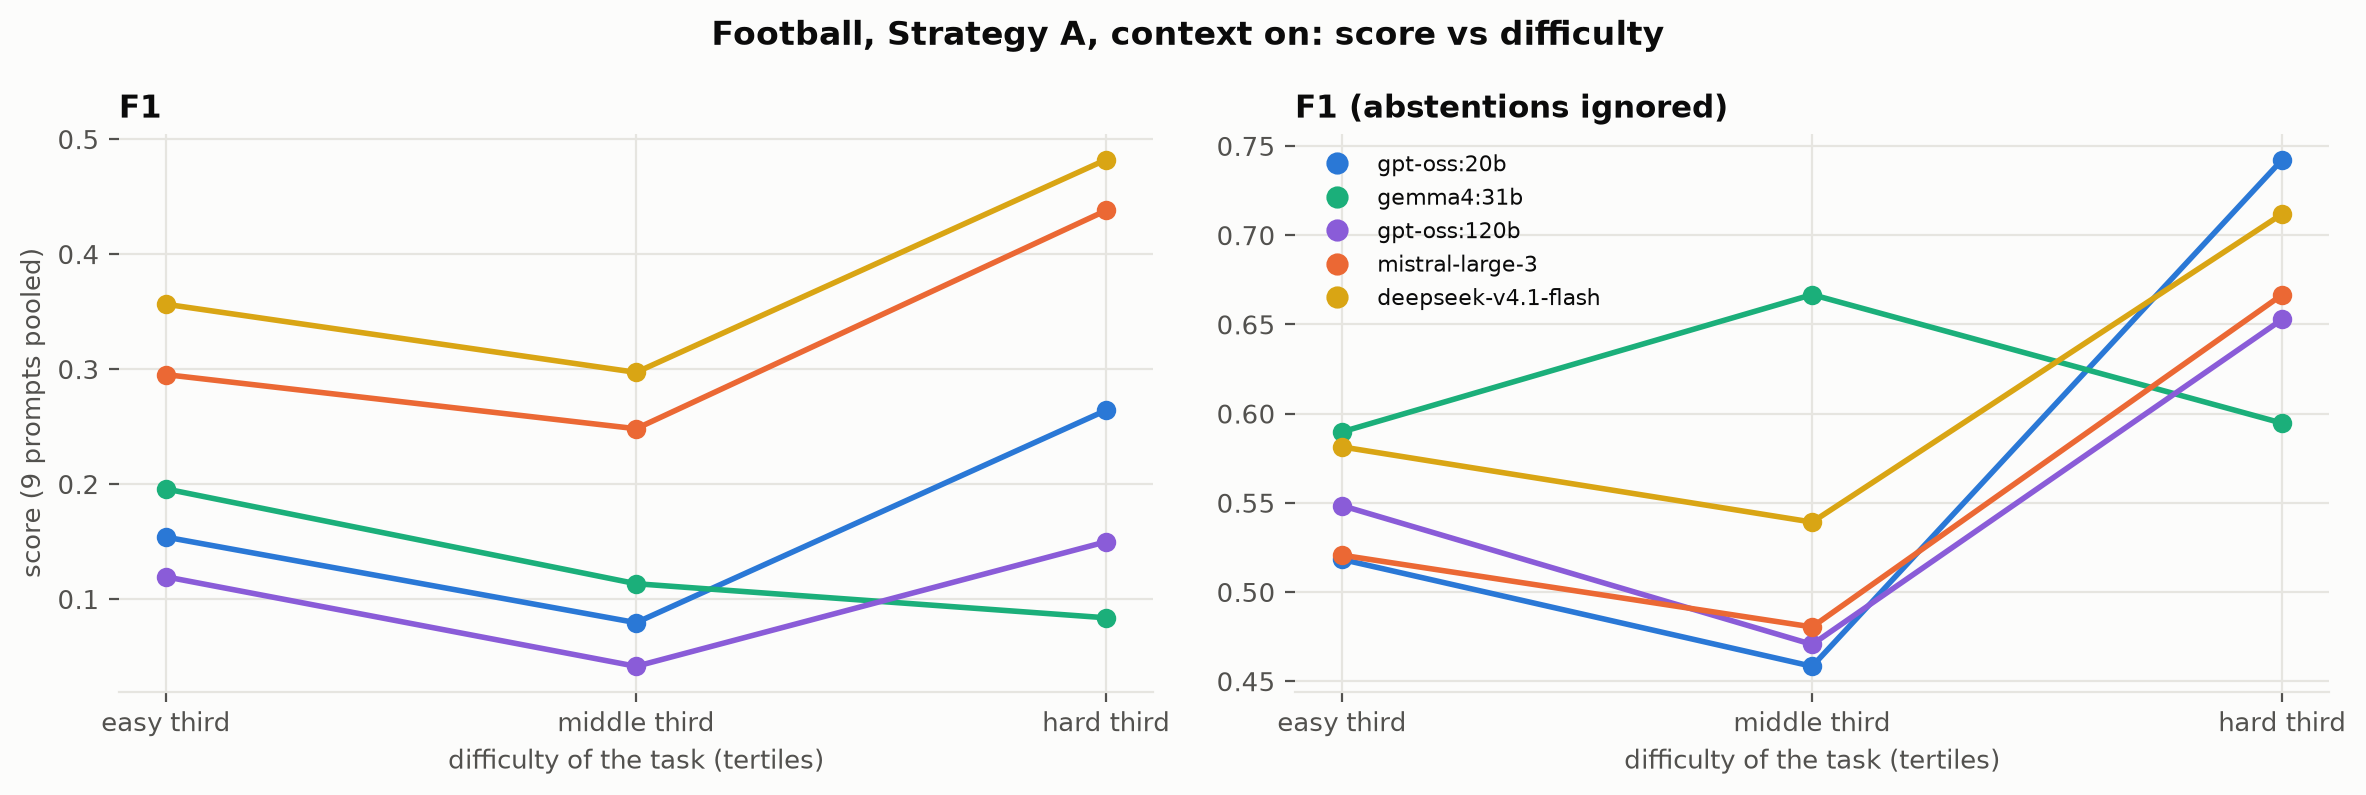 Football, Strategy A, context on: score vs difficulty
F1
0.5
0.4
0.3
0.2
0.1
score (9 prompts pooled)
easy third
middle third
hard third
difficulty of the task (tertiles)
F1 (abstentions ignored)
0.75
0.70
0.65
0.60
0.55
0.50
0.45
gpt-oss:20b
gemma4:31b
gpt-oss:120b
mistral-large-3
deepseek-v4.1-flash
easy third
middle third
hard third
difficulty of the task (tertiles)